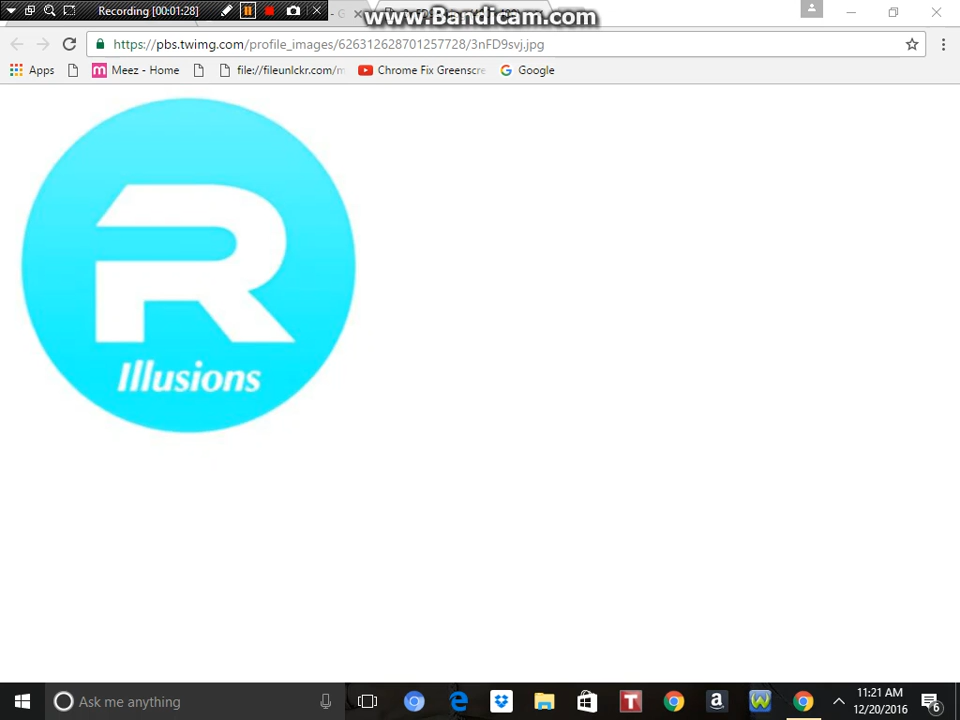 Recording [00:01:28]
www.Bandicam.com
https://pbs.twimg.com/profile_images/626312628701257728/3nFD9svj.jpg
Apps
Meez - Home
file://fileunlckr.com/m
Chrome Fix Greenscre
Google
R
Illusions
Ask me anything
11:21 AM
12/20/2016
6